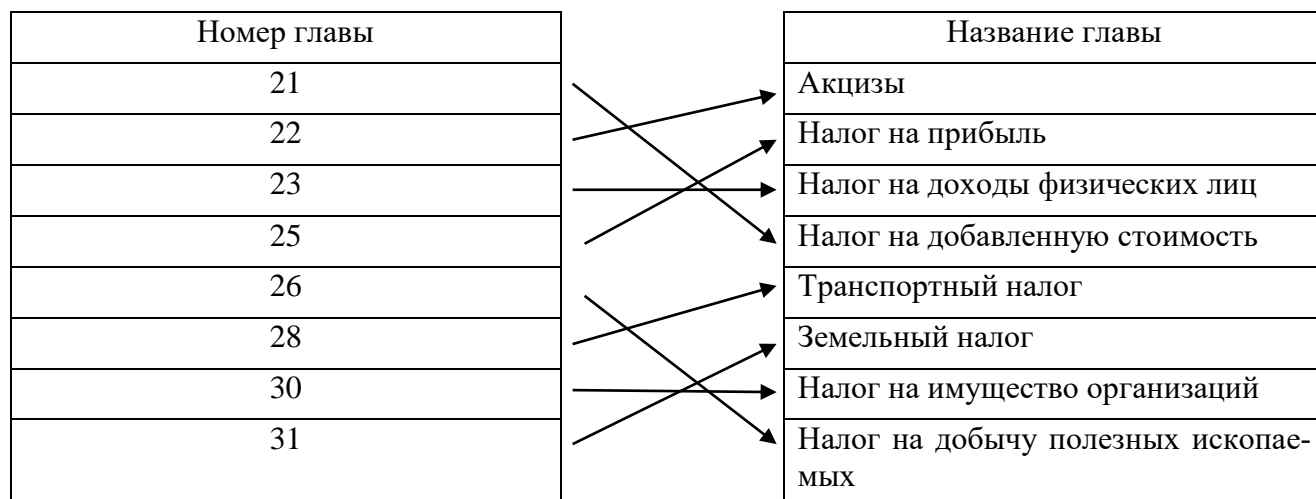 Номер главы Название главы
21 Акцизы
22 Налог на прибыль
23 Налог на доходы физических лиц
25 Налог на добавленную стоимость
26 Транспортный налог
28 Земельный налог
30 Налог на имущество организаций
31 Налог на добычу полезных ископае-
мых